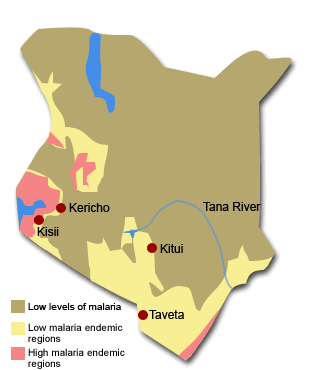 Tana River
Kericho
Kisii
Kitui
Taveta
Low levels of malaria
Low malaria endemic
regions
High malaria endemic
regions